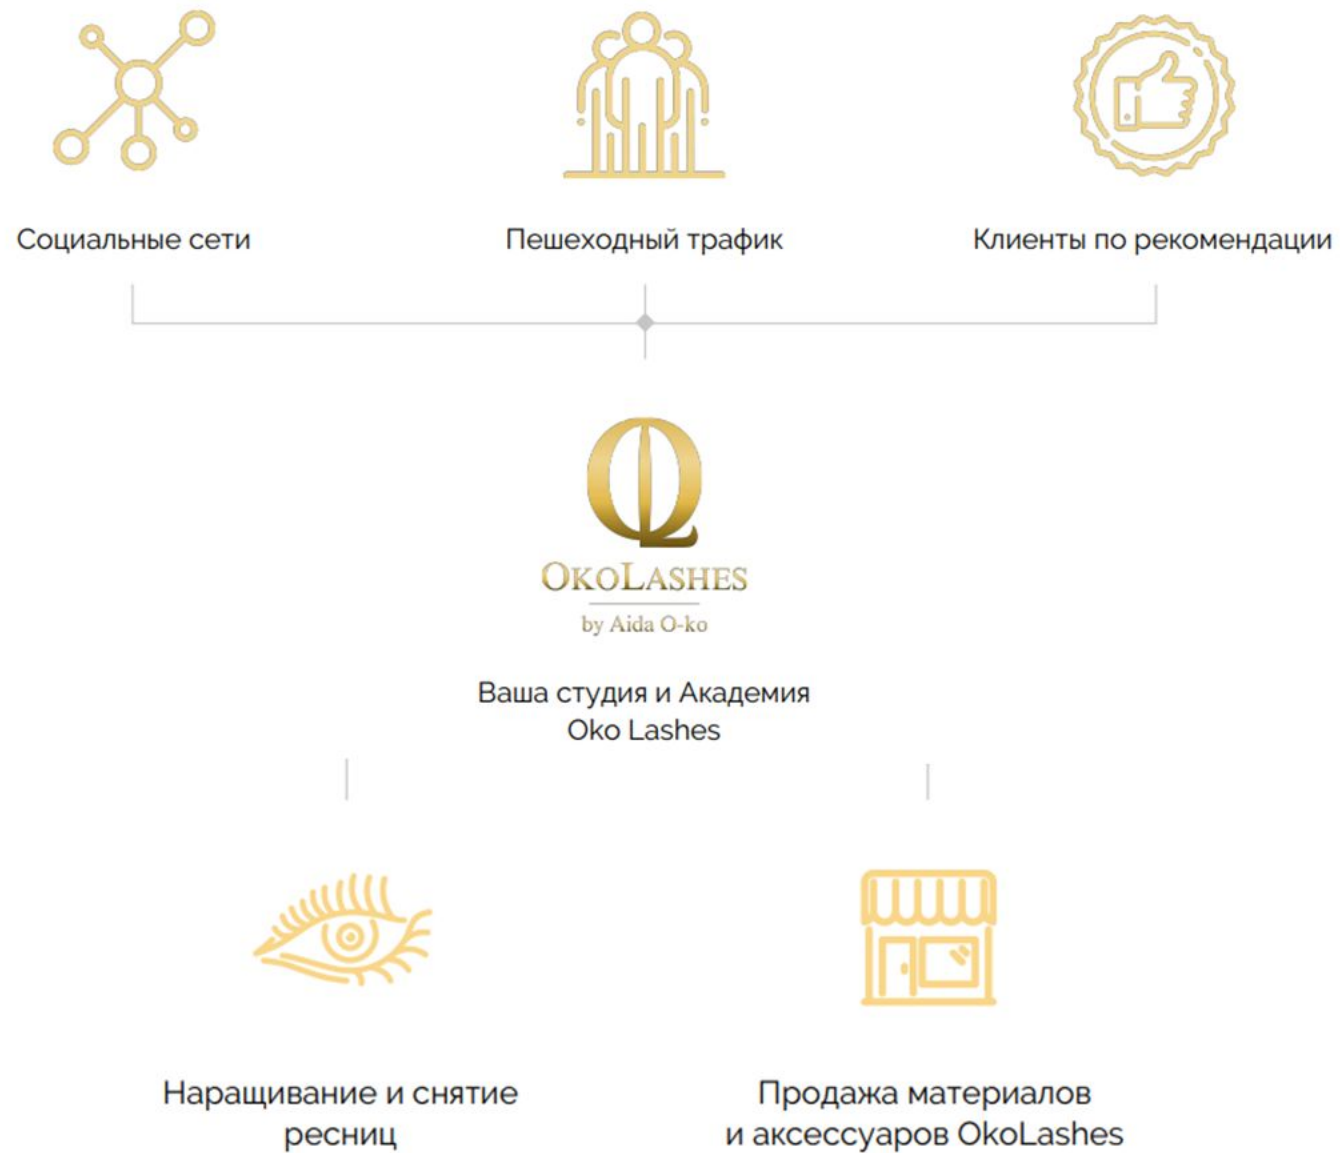 Социальные сети
Пешеходный трафик
Клиенты по рекомендации
OKOLASHES
by Aida O-ko
Ваша студия и Академия
Oko Lashes
Наращивание и снятие
ресниц
Продажа материалов
и аксессуаров OkoLashes